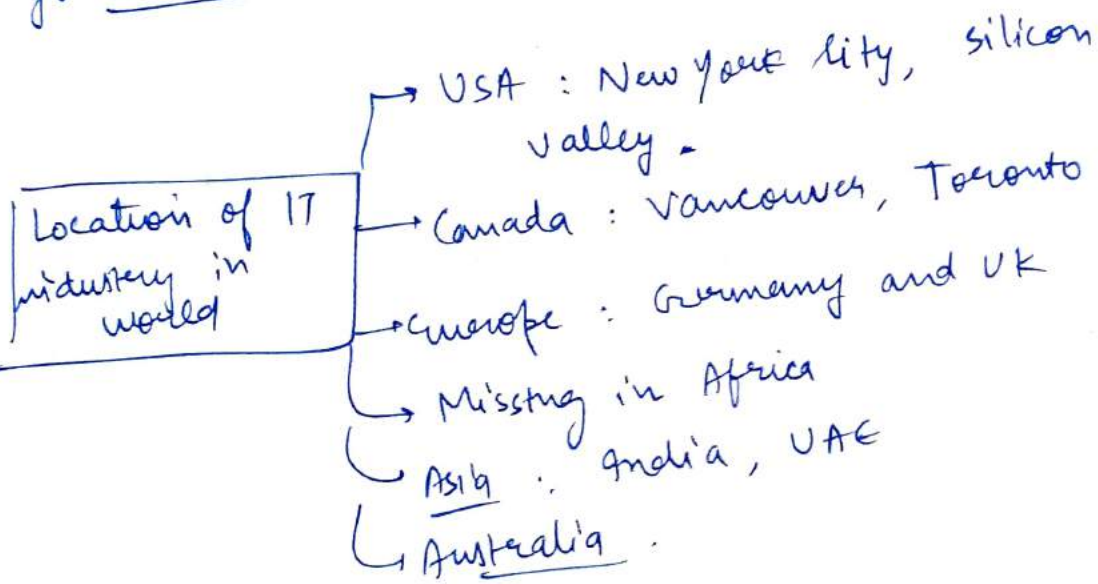 USA : New York City, silicon
valley.
Location of IT
industry in
world
Canada : Vancouver, Toronto
Europe : Germany and UK
Missing in Africa
Asia : India, UAE
Australia.